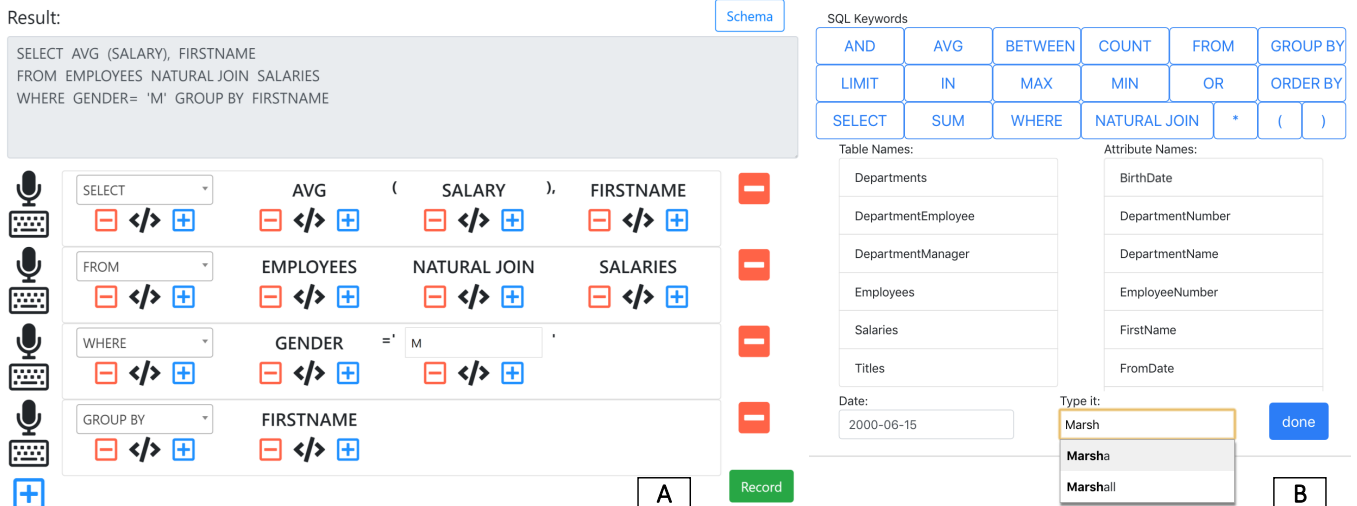 Result:
Schema
SELECT AVG (SALARY), FIRSTNAME
FROM EMPLOYEES NATURAL JOIN SALARIES
WHERE GENDER= 'M' GROUP BY FIRSTNAME
SELECT AVG ( SALARY ), FIRSTNAME
FROM EMPLOYEES NATURAL JOIN SALARIES
WHERE GENDER =' M '
GROUP BY FIRSTNAME
A
Record
SQL Keywords
AND AVG BETWEEN COUNT FROM GROUP BY
LIMIT IN MAX MIN OR ORDER BY
SELECT SUM WHERE NATURAL JOIN * ( )
Table Names:
Departments
DepartmentEmployee
DepartmentManager
Employees
Salaries
Titles
Attribute Names:
BirthDate
DepartmentNumber
DepartmentName
EmployeeNumber
FirstName
FromDate
Date:
2000-06-15
Type it:
Marsh
done
Marsha
Marshall
B